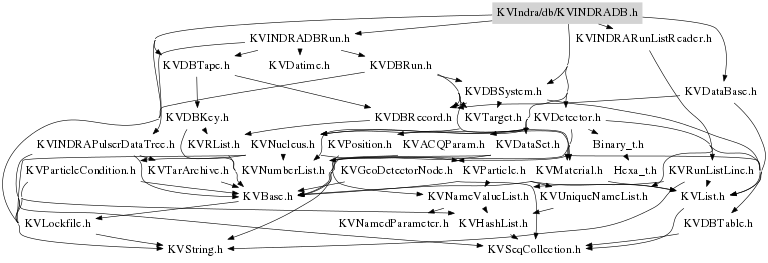 KVIndra/db/KVINDRADB.h
KVINDRADBRun.h
KVINDRARunListReader.h
KVDBTape.h
KVDatime.h
KVDBRun.h
KVDBSystem.h
KVDataBase.h
KVDBKey.h
KVDBRecord.h
KVTarget.h
KVDetector.h
KVINDRAPulserDataTree.h
KVRList.h
KVNucleus.h
KVPosition.h
KVACQParam.h
KVDataSet.h
Binary_t.h
KVParticleCondition.h
KVTarArchive.h
KVNumberList.h
KVGeoDetectorNode.h
KVParticle.h
KVMaterial.h
Hexa_t.h
KVRunListLine.h
KVBase.h
KVNameValueList.h
KVUniqueNameList.h
KVList.h
KVLockfile.h
KVNamedParameter.h
KVHashList.h
KVDBTable.h
KVString.h
KVSeqCollection.h